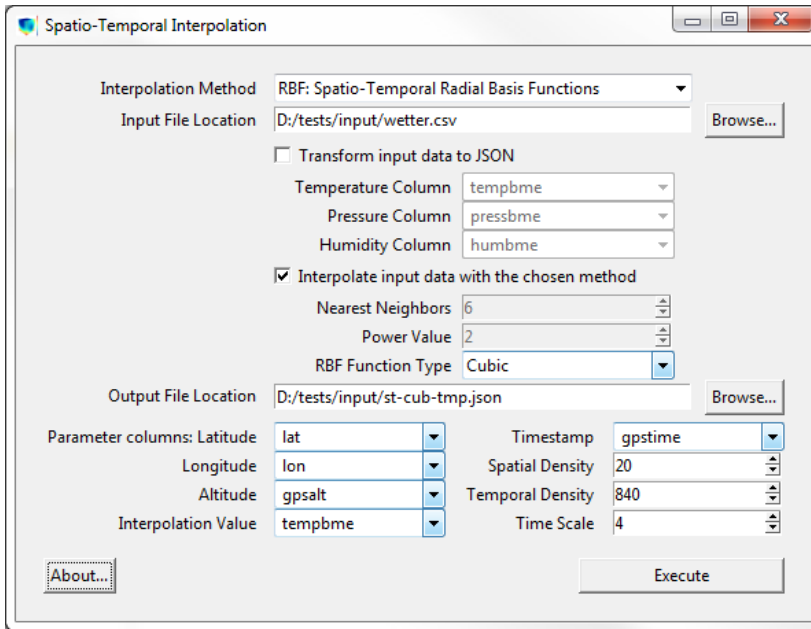 Spatio-Temporal Interpolation
Interpolation Method RBF: Spatio-Temporal Radial Basis Functions
Input File Location D:/tests/input/wetter.csv Browse...
Transform input data to JSON
Temperature Column tempbme
Pressure Column pressbme
Humidity Column humbme
Interpolate input data with the chosen method
Nearest Neighbors 6
Power Value 2
RBF Function Type Cubic
Output File Location D:/tests/input/st-cub-tmp.json Browse...
Parameter columns: Latitude lat Timestamp gpstime
Longitude lon Spatial Density 20
Altitude gpsalt Temporal Density 840
Interpolation Value tempbme Time Scale 4
About... Execute